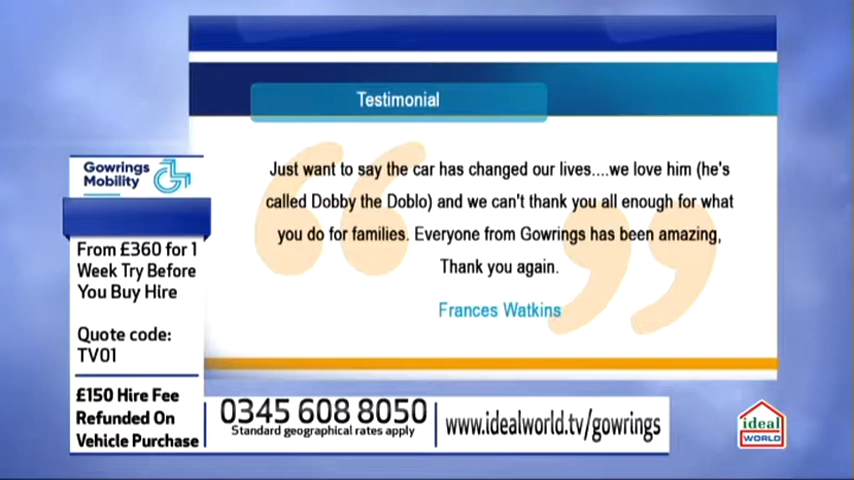 Testimonial
Just want to say the car has changed our lives....we love him (he's
called Dobby the Doblo) and we can't thank you all enough for what
you do for families. Everyone from Gowrings has been amazing,
Thank you again.
Frances Watkins
Gowrings
Mobility
From £360 for 1
Week Try Before
You Buy Hire
Quote code:
TV01
£150 Hire Fee
Refunded On
Vehicle Purchase
0345 608 8050
Standard geographical rates apply
www.idealworld.tv/gowrings
ideal
WORLD